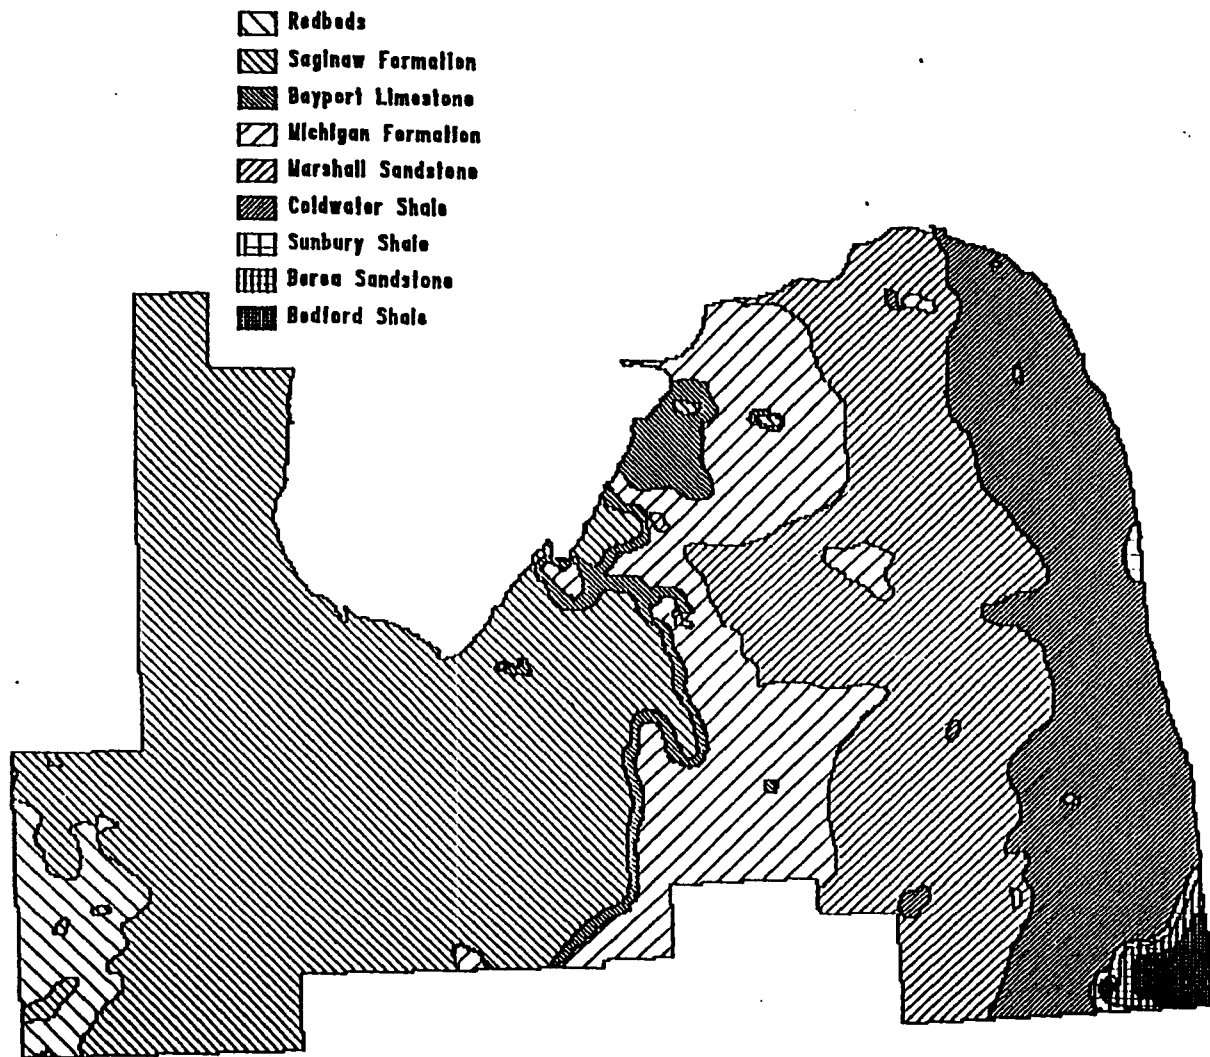 Redbeds
Saginaw Formation
Bayport Limestone
Michigan Formation
Marshall Sandstone
Coldwater Shale
Sunbury Shale
Berea Sandstone
Bedford Shale